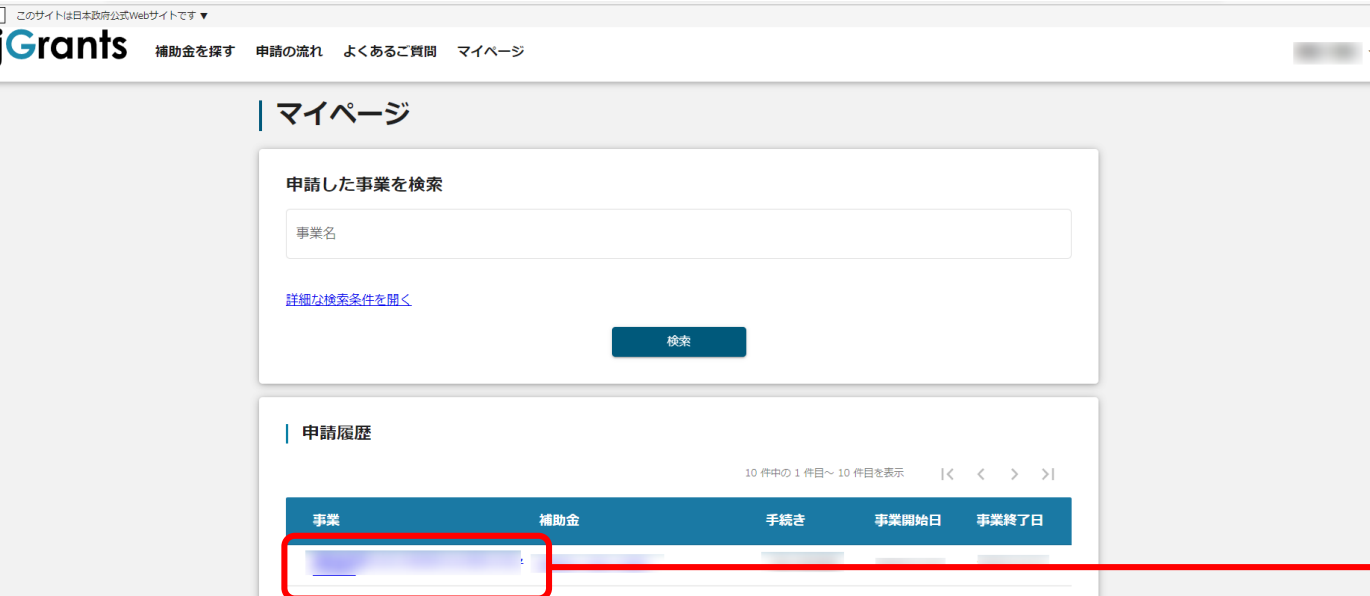 このサイトは日本政府公式Webサイトです ▼
jGrants 補助金を探す 申請の流れ よくあるご質問 マイページ
マイページ
申請した事業を検索
事業名
詳細な検索条件を開く
検索
申請履歴
10 件中の 1 件目～ 10 件目を表示
事業 補助金 手続き 事業開始日 事業終了日